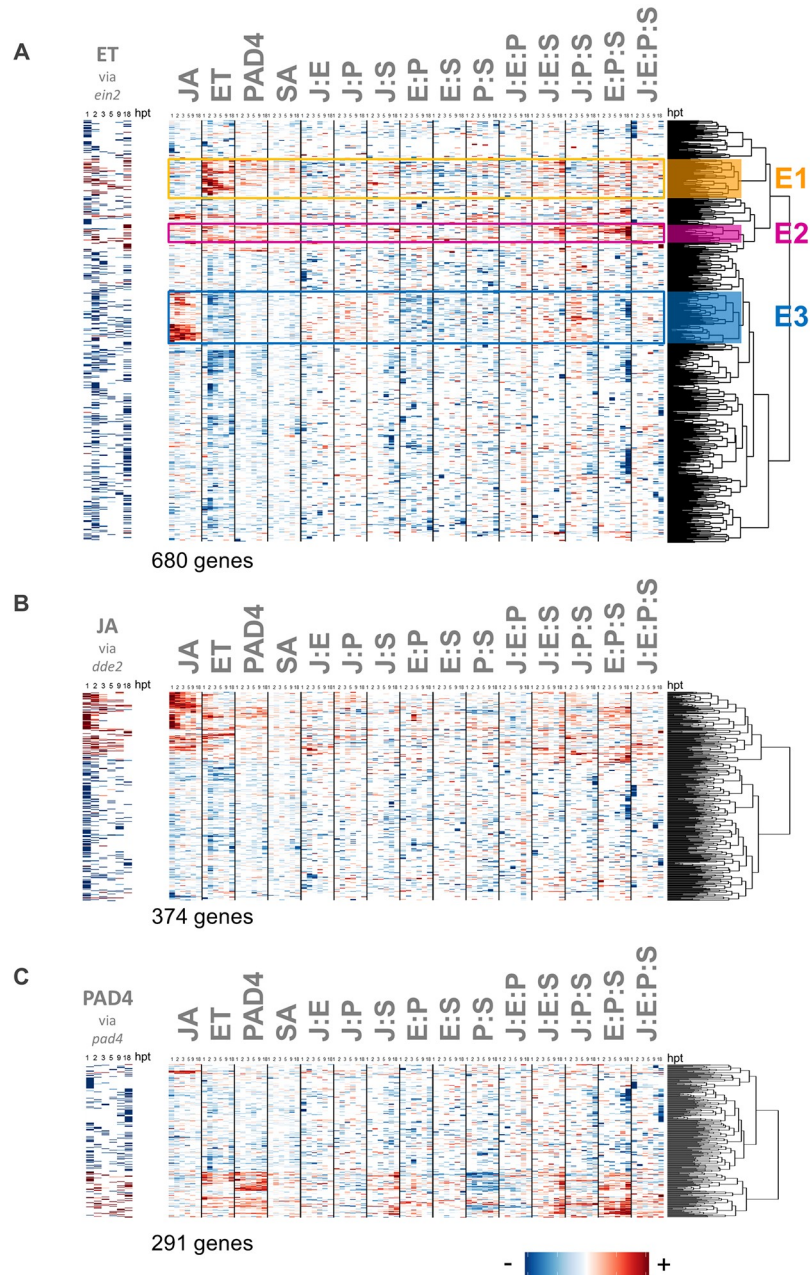 A
ET
via
ein2
JA
ET
PAD4
SA
J:E
J:P
J:S
E:P
E:S
P:S
J:E:P
J:E:S
J:P:S
E:P:S
J:E:P:S
1 2 3 5 9 18 hpt
hpt
E1
E2
E3
680 genes
B
JA
via
dde2
JA
ET
PAD4
SA
J:E
J:P
J:S
E:P
E:S
P:S
J:E:P
J:E:S
J:P:S
E:P:S
J:E:P:S
1 2 3 5 9 18 hpt
hpt
374 genes
C
PAD4
via
pad4
JA
ET
PAD4
SA
J:E
J:P
J:S
E:P
E:S
P:S
J:E:P
J:E:S
J:P:S
E:P:S
J:E:P:S
1 2 3 5 9 18 hpt
hpt
291 genes
- +